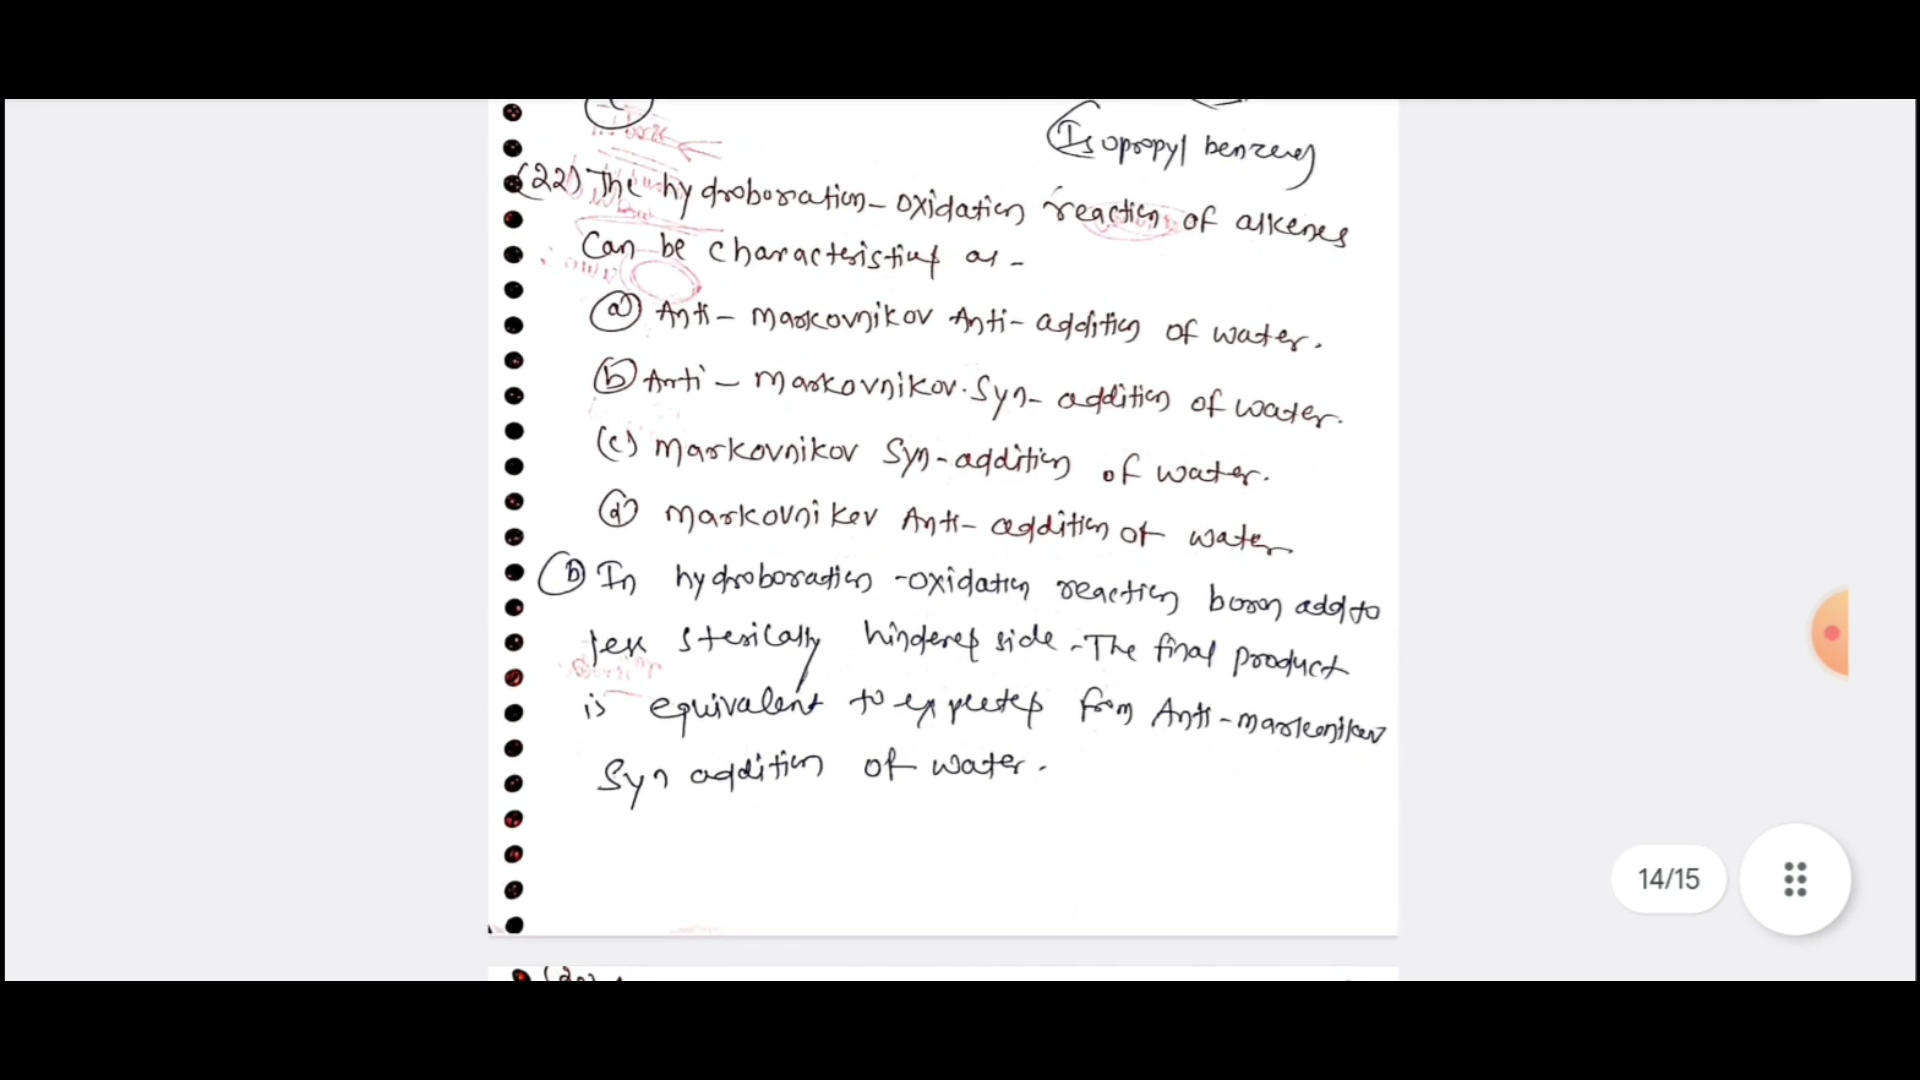 Isopropyl benzene
(22) The hydroboration-oxidation reaction of alkenes
Can be characteristied as -
(a) Anti - Markovnikov Anti-addition of water.
(b) Anti - Markovnikov. Syn- addition of water.
(c) Markovnikov Syn-addition of water.
(d) Markovnikov Anti- addition of water
(b) In hydroboration -oxidation reaction boron add to
less sterically hindered side - The final product
is equivalent to expected from Anti-markovnikov
Syn addition of water.
14/15